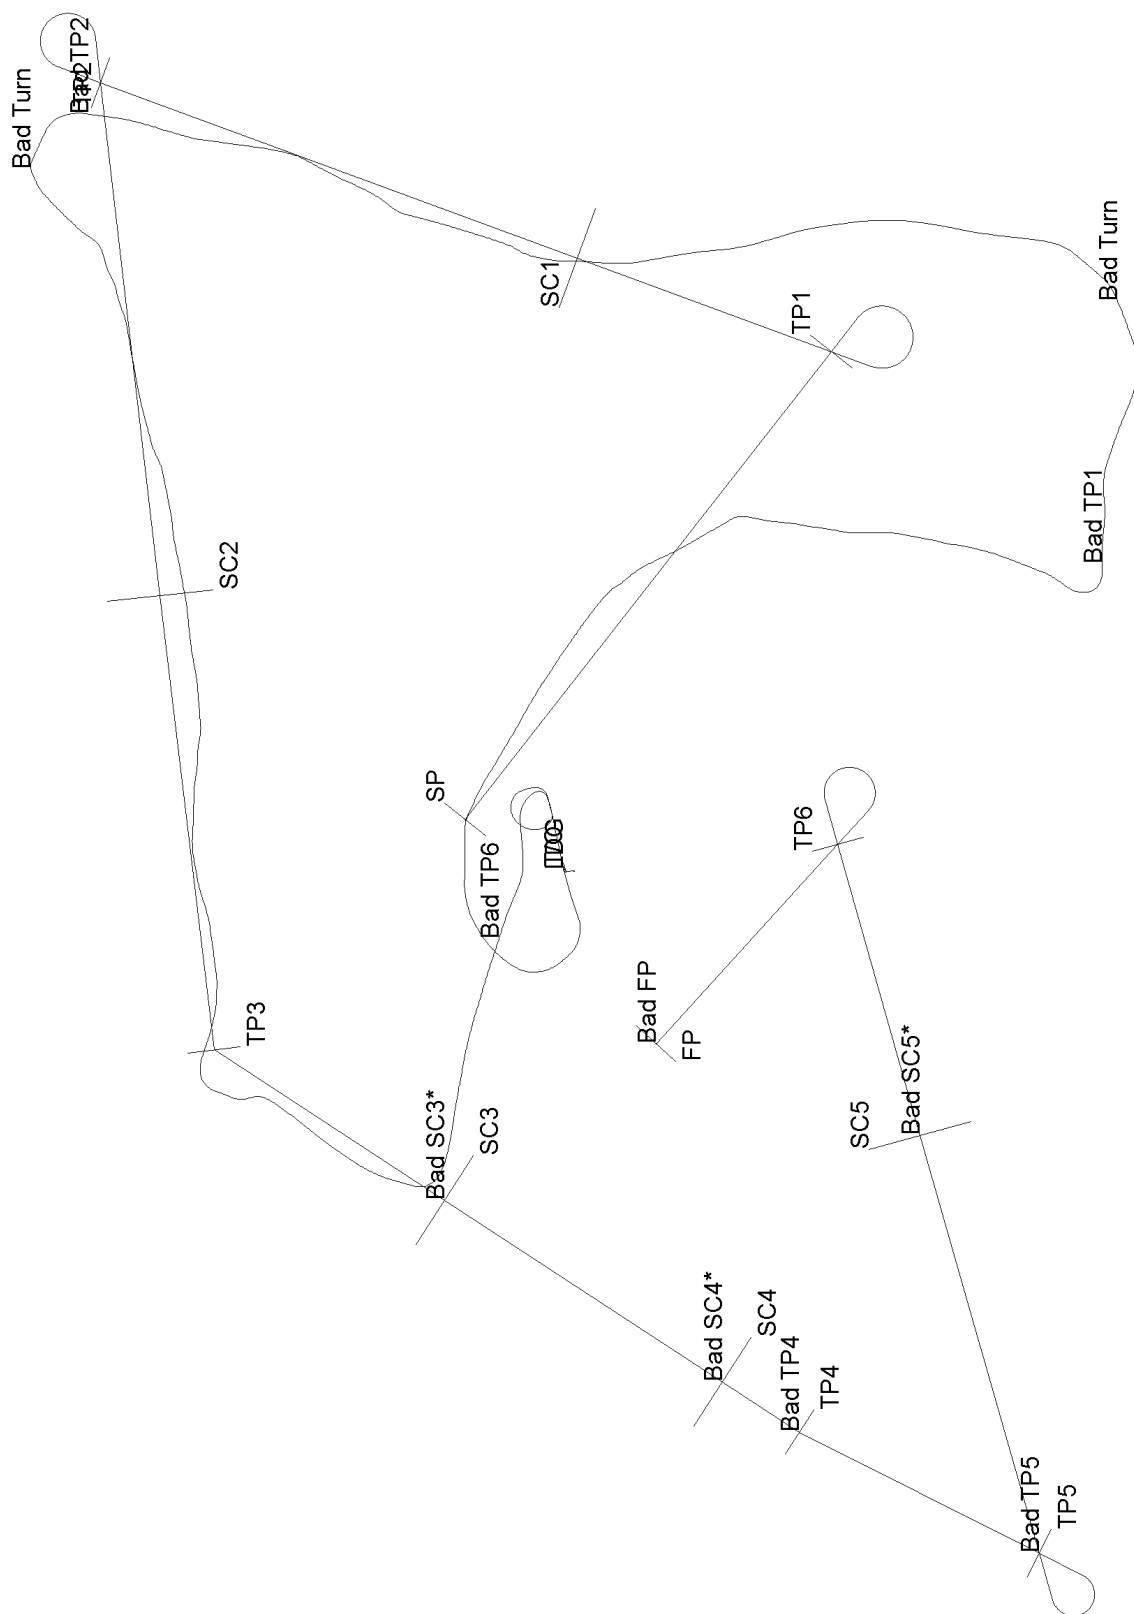 Bad Turn
Bad TP2
TP2
SC1
Bad Turn
TP1
Bad TP1
SC2
SP
Bad TP6
TP6
TP3
Bad FP
FP
Bad SC3*
SC3
SC5
Bad SC5*
Bad SC4*
SC4
Bad TP4
TP4
Bad TP5
TP5